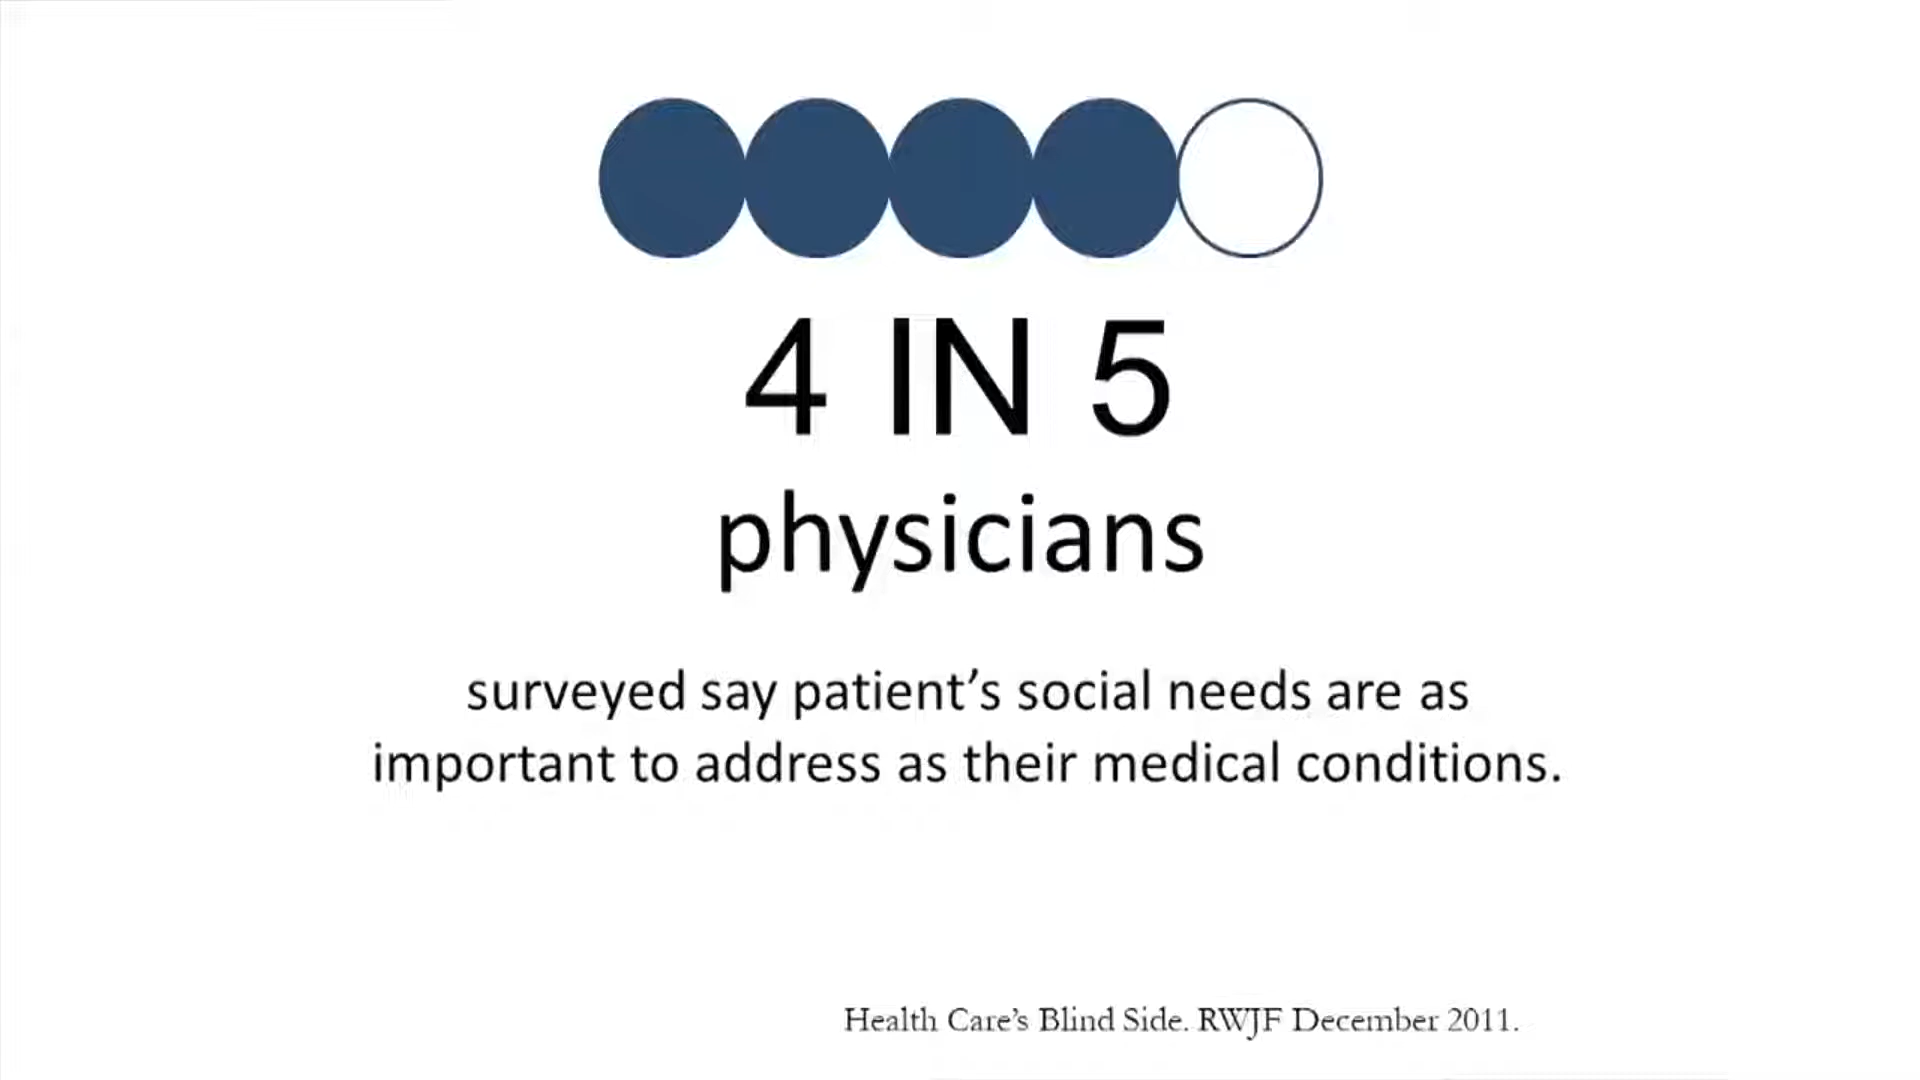 4 IN 5
physicians
surveyed say patient’s social needs are as
important to address as their medical conditions.
Health Care’s Blind Side. RWJF December 2011.